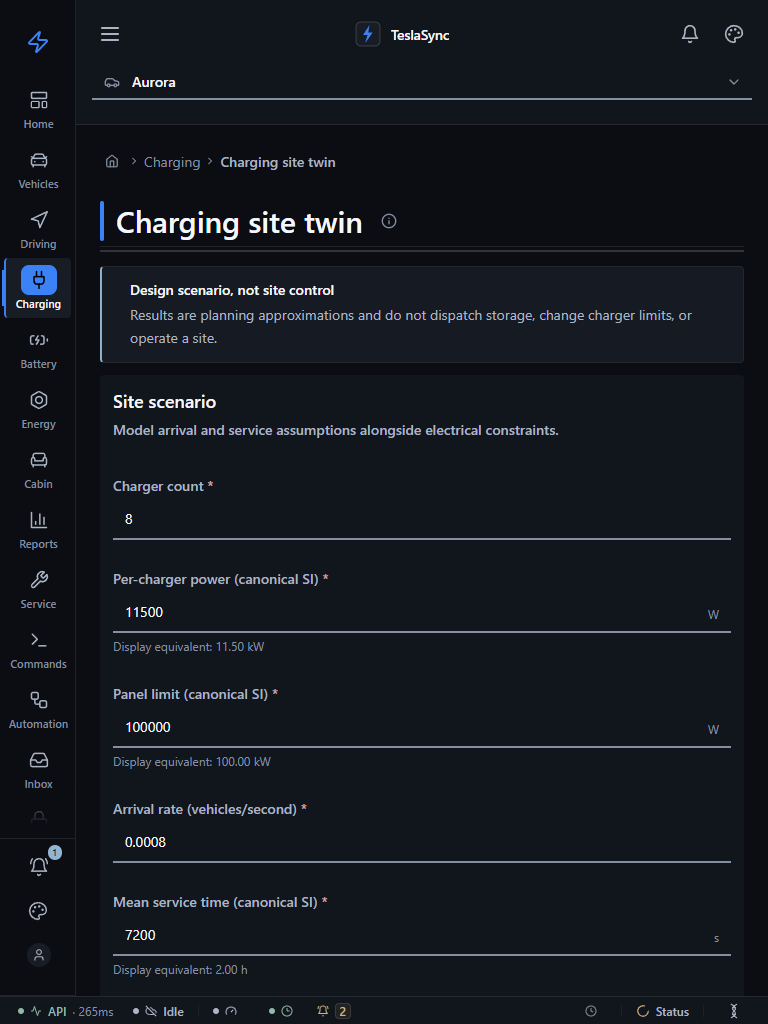 TeslaSync
Aurora
Home
Vehicles
Driving
Charging
Battery
Energy
Cabin
Reports
Service
Commands
Automation
Inbox
1
Charging
Charging site twin
Charging site twin
Design scenario, not site control
Results are planning approximations and do not dispatch storage, change charger limits, or
operate a site.
Site scenario
Model arrival and service assumptions alongside electrical constraints.
Charger count *
8
Per-charger power (canonical SI) *
11500 W
Display equivalent: 11.50 kW
Panel limit (canonical SI) *
100000 W
Display equivalent: 100.00 kW
Arrival rate (vehicles/second) *
0.0008
Mean service time (canonical SI) *
7200 s
Display equivalent: 2.00 h
API · 265ms Idle 2 Status